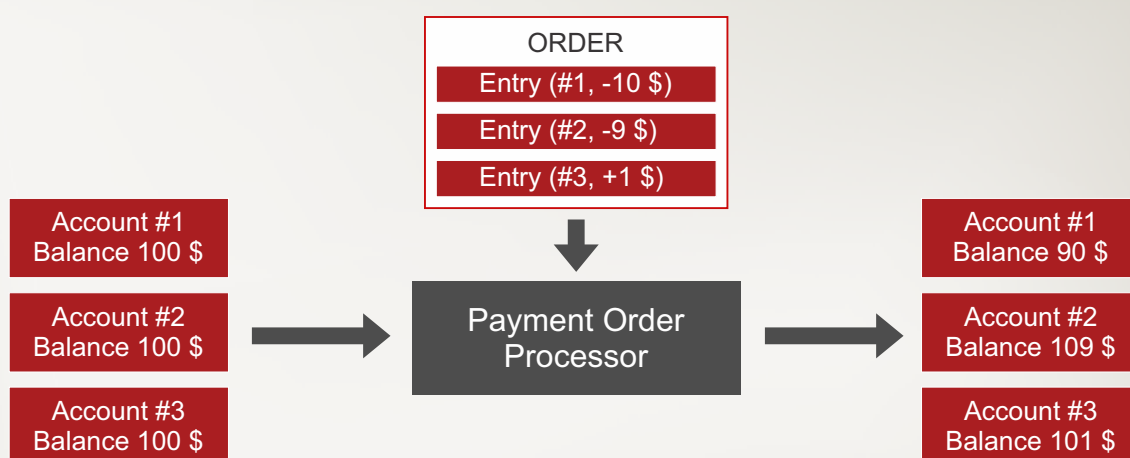 ORDER
Entry (#1, -10 $)
Entry (#2, -9 $)
Entry (#3, +1 $)
Account #1
Balance 100 $
Account #2
Balance 100 $
Account #3
Balance 100 $
Payment Order
Processor
Account #1
Balance 90 $
Account #2
Balance 109 $
Account #3
Balance 101 $